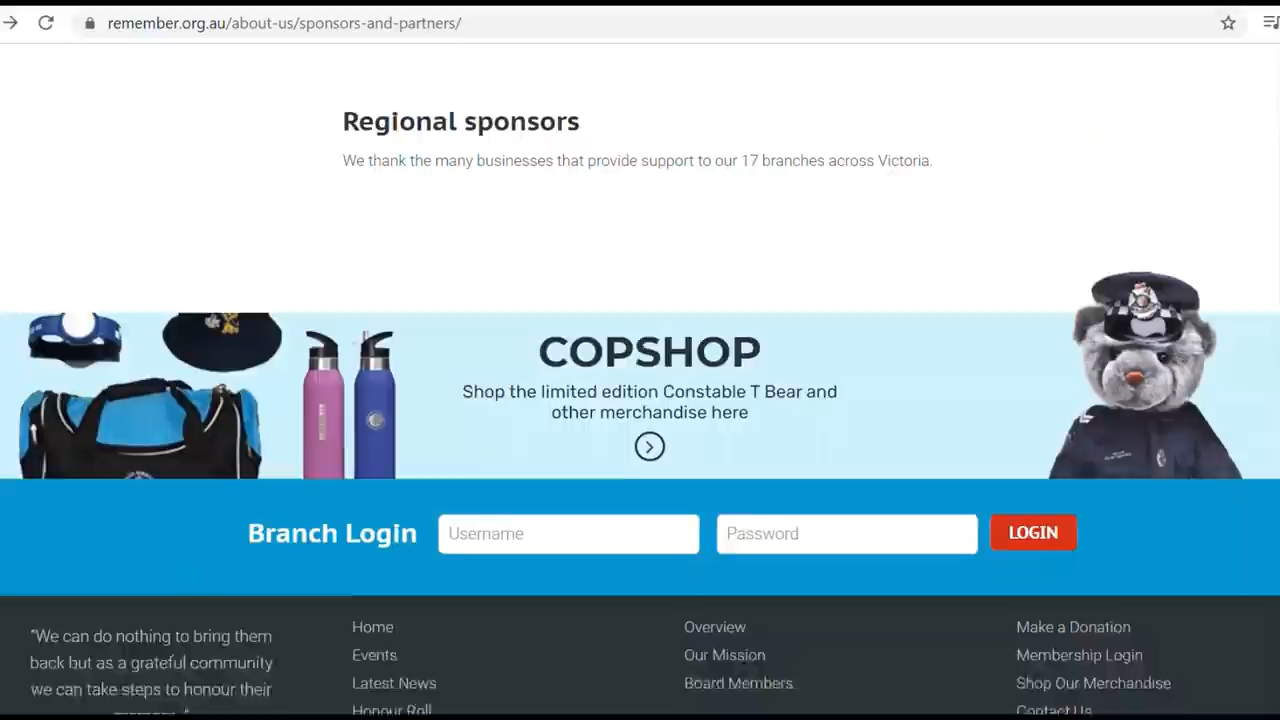 remember.org.au/about-us/sponsors-and-partners/
Regional sponsors
We thank the many businesses that provide support to our 17 branches across Victoria.
COPSHOP
Shop the limited edition Constable T Bear and
other merchandise here
Branch Login
Username
Password
LOGIN
"We can do nothing to bring them
back but as a grateful community
we can take steps to honour their
Home
Events
Latest News
Honour Roll
Overview
Our Mission
Board Members
Make a Donation
Membership Login
Shop Our Merchandise
Contact Us